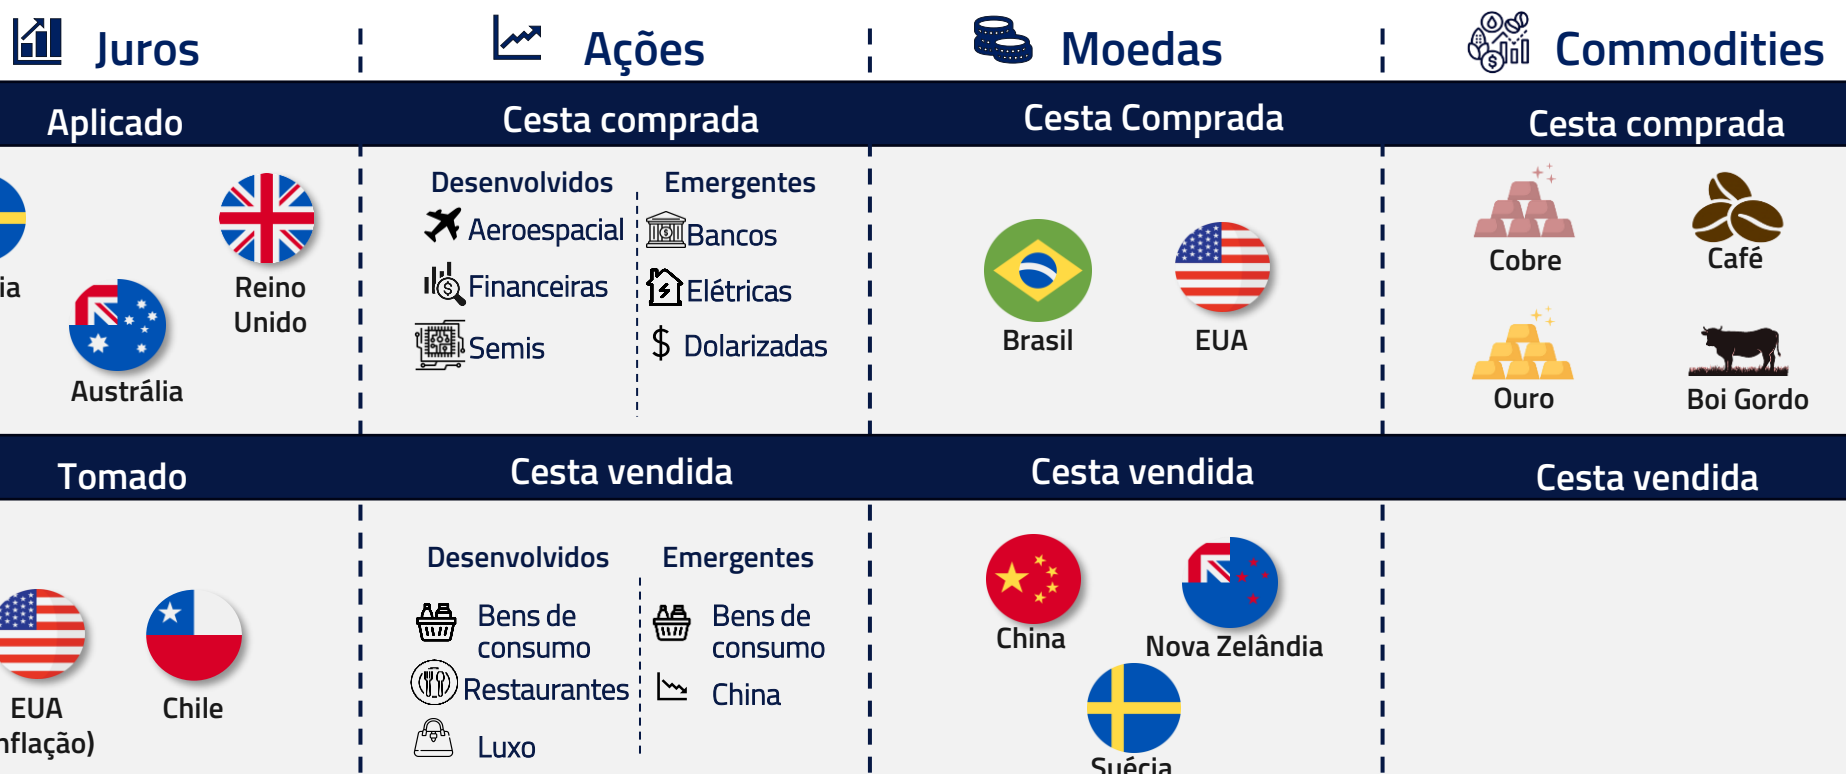 Juros
Ações
Moedas
Commodities
Aplicado
Cesta comprada
Cesta Comprada
Cesta comprada
ia
Austrália
Reino
Unido
Desenvolvidos
Aeroespacial
Financeiras
Semis
Emergentes
Bancos
Elétricas
$ Dolarizadas
Brasil
EUA
Cobre
Café
Ouro
Boi Gordo
Tomado
Cesta vendida
Cesta vendida
Cesta vendida
EUA
nflação)
Chile
Desenvolvidos
Bens de
consumo
Restaurantes
Luxo
Emergentes
Bens de
consumo
China
China
Nova Zelândia
Suécia